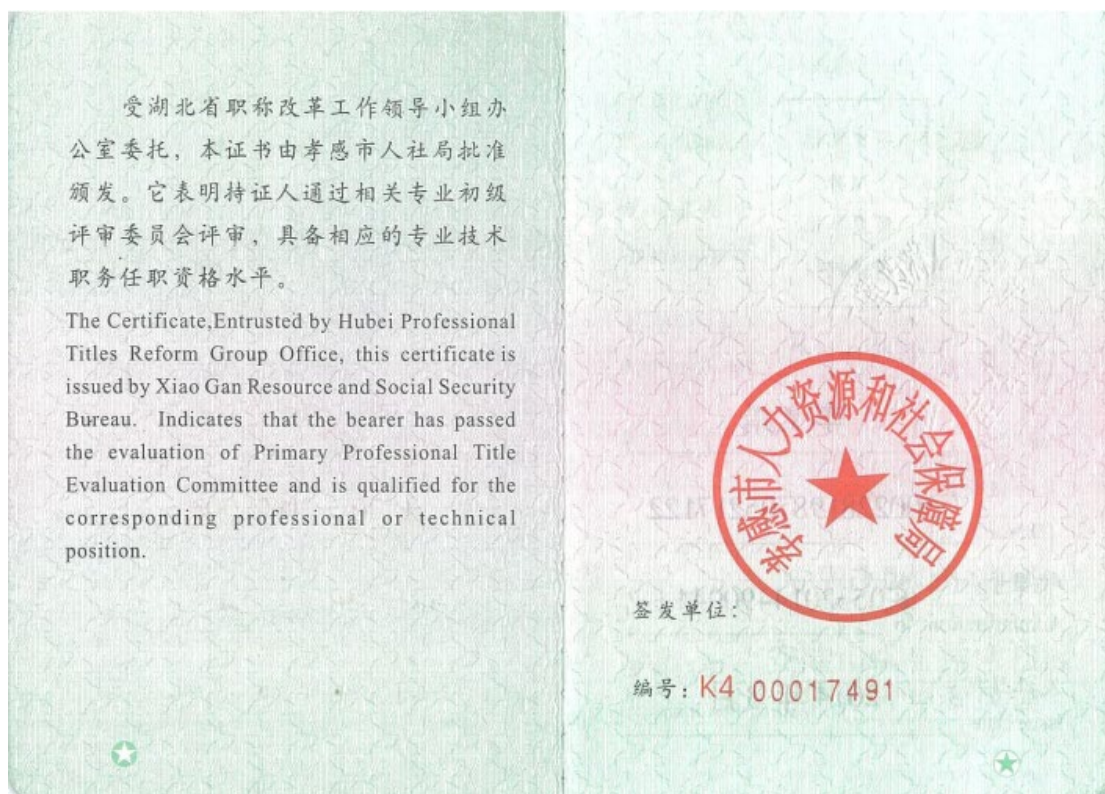 受湖北省职称改革工作领导小组办
公室委托，本证书由孝感市人社局批准
颁发。它表明持证人通过相关专业初级
评审委员会评审，具备相应的专业技术
职务任职资格水平。
The Certificate,Entrusted by Hubei Professional
Titles Reform Group Office, this certificate is
issued by Xiao Gan Resource and Social Security
Bureau. Indicates that the bearer has passed
the evaluation of Primary Professional Title
Evaluation Committee and is qualified for the
corresponding professional or technical
position.
孝感市人力资源和社会保障局
签发单位：
编号：K4 00017491